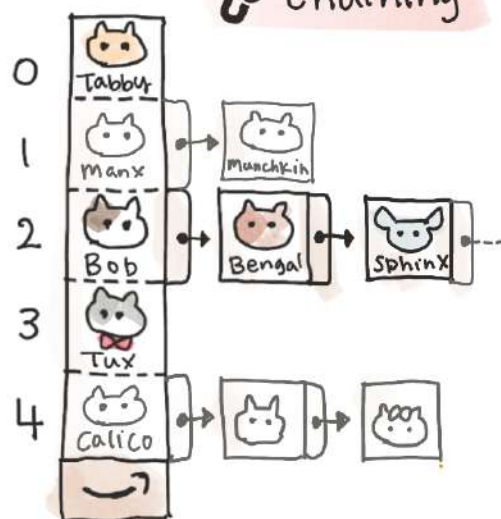 chaining
0
Tabby
1
Manx
Munchkin
2
Bob
Bengal
Sphinx
3
Tux
4
Calico